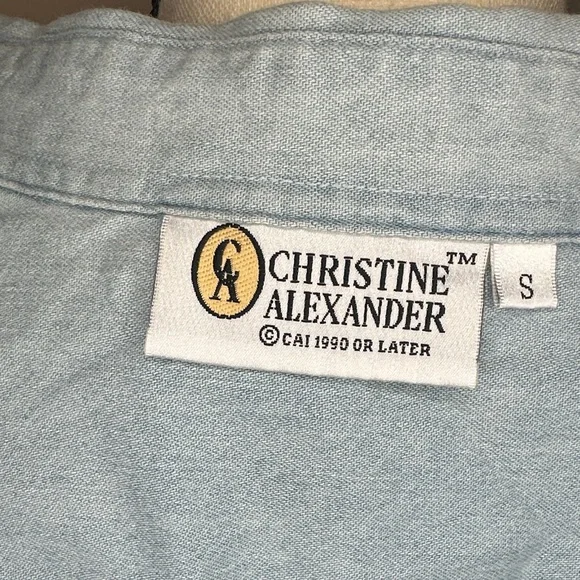 CA
CHRISTINE™
ALEXANDER
© CAI 1990 OR LATER
S